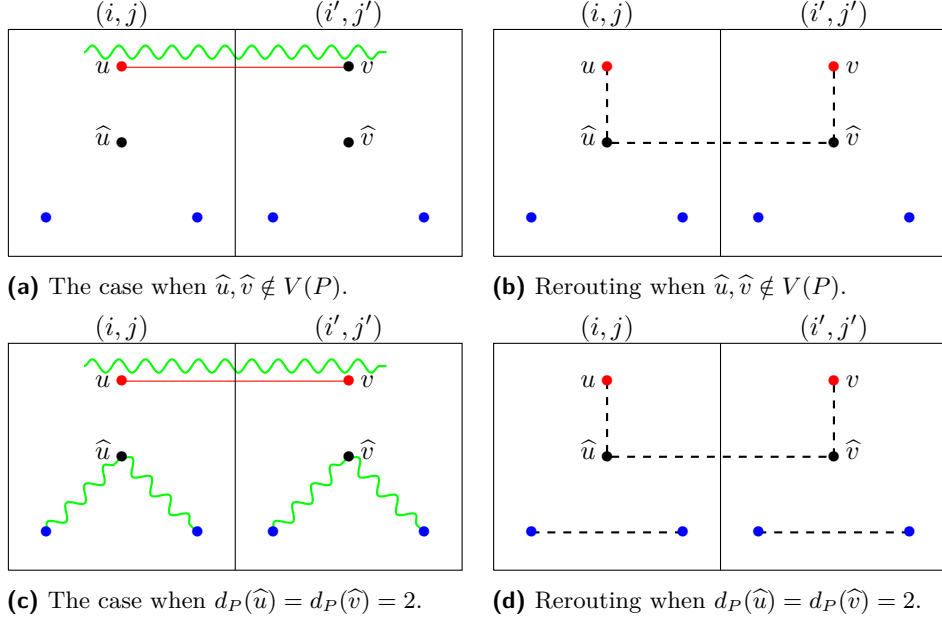 (i, j) (i′, j′) (i, j) (i′, j′)
u v u v
û v̂ û v̂
(a) The case when û, v̂ ∉ V(P). (b) Rerouting when û, v̂ ∉ V(P).
(i, j) (i′, j′) (i, j) (i′, j′)
u v u v
û v̂ û v̂
(c) The case when d_P(û) = d_P(v̂) = 2. (d) Rerouting when d_P(û) = d_P(v̂) = 2.